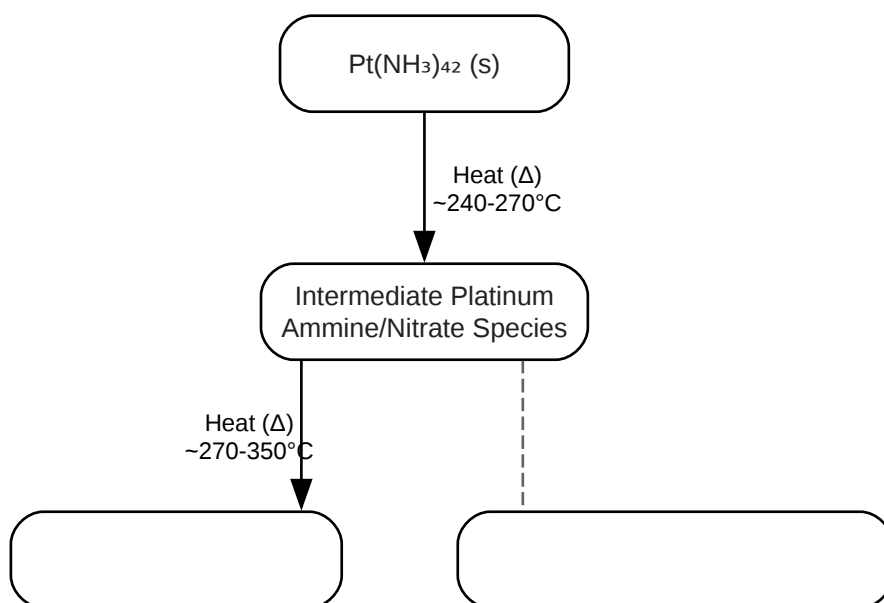 Pt(NH₃)₄₂ (s)
Heat (Δ)
~240-270°C
Intermediate Platinum
Ammine/Nitrate Species
Heat (Δ)
~270-350°C